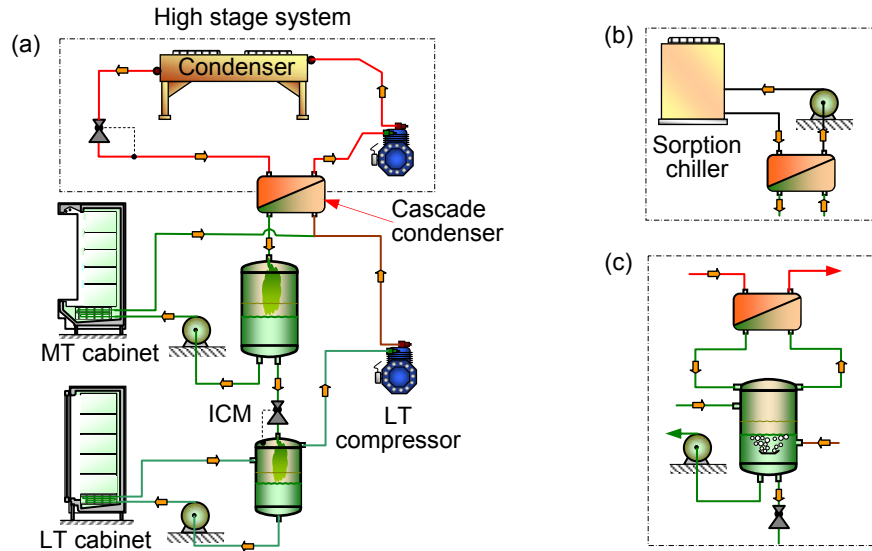 High stage system
(a)
Condenser
Cascade
condenser
MT cabinet
ICM
LT
compressor
LT cabinet
(b)
Sorption
chiller
(c)